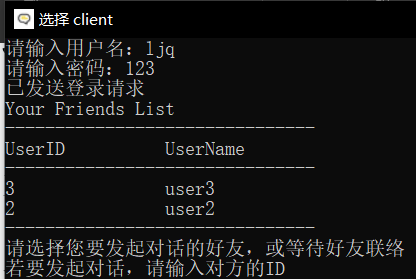 选择 client
请输入用户名：ljq
请输入密码：123
已发送登录请求
Your Friends List
-------------------------------
UserID          UserName
-------------------------------
3               user3
2               user2
-------------------------------
请选择您要发起对话的好友，或等待好友联络
若要发起对话，请输入对方的ID